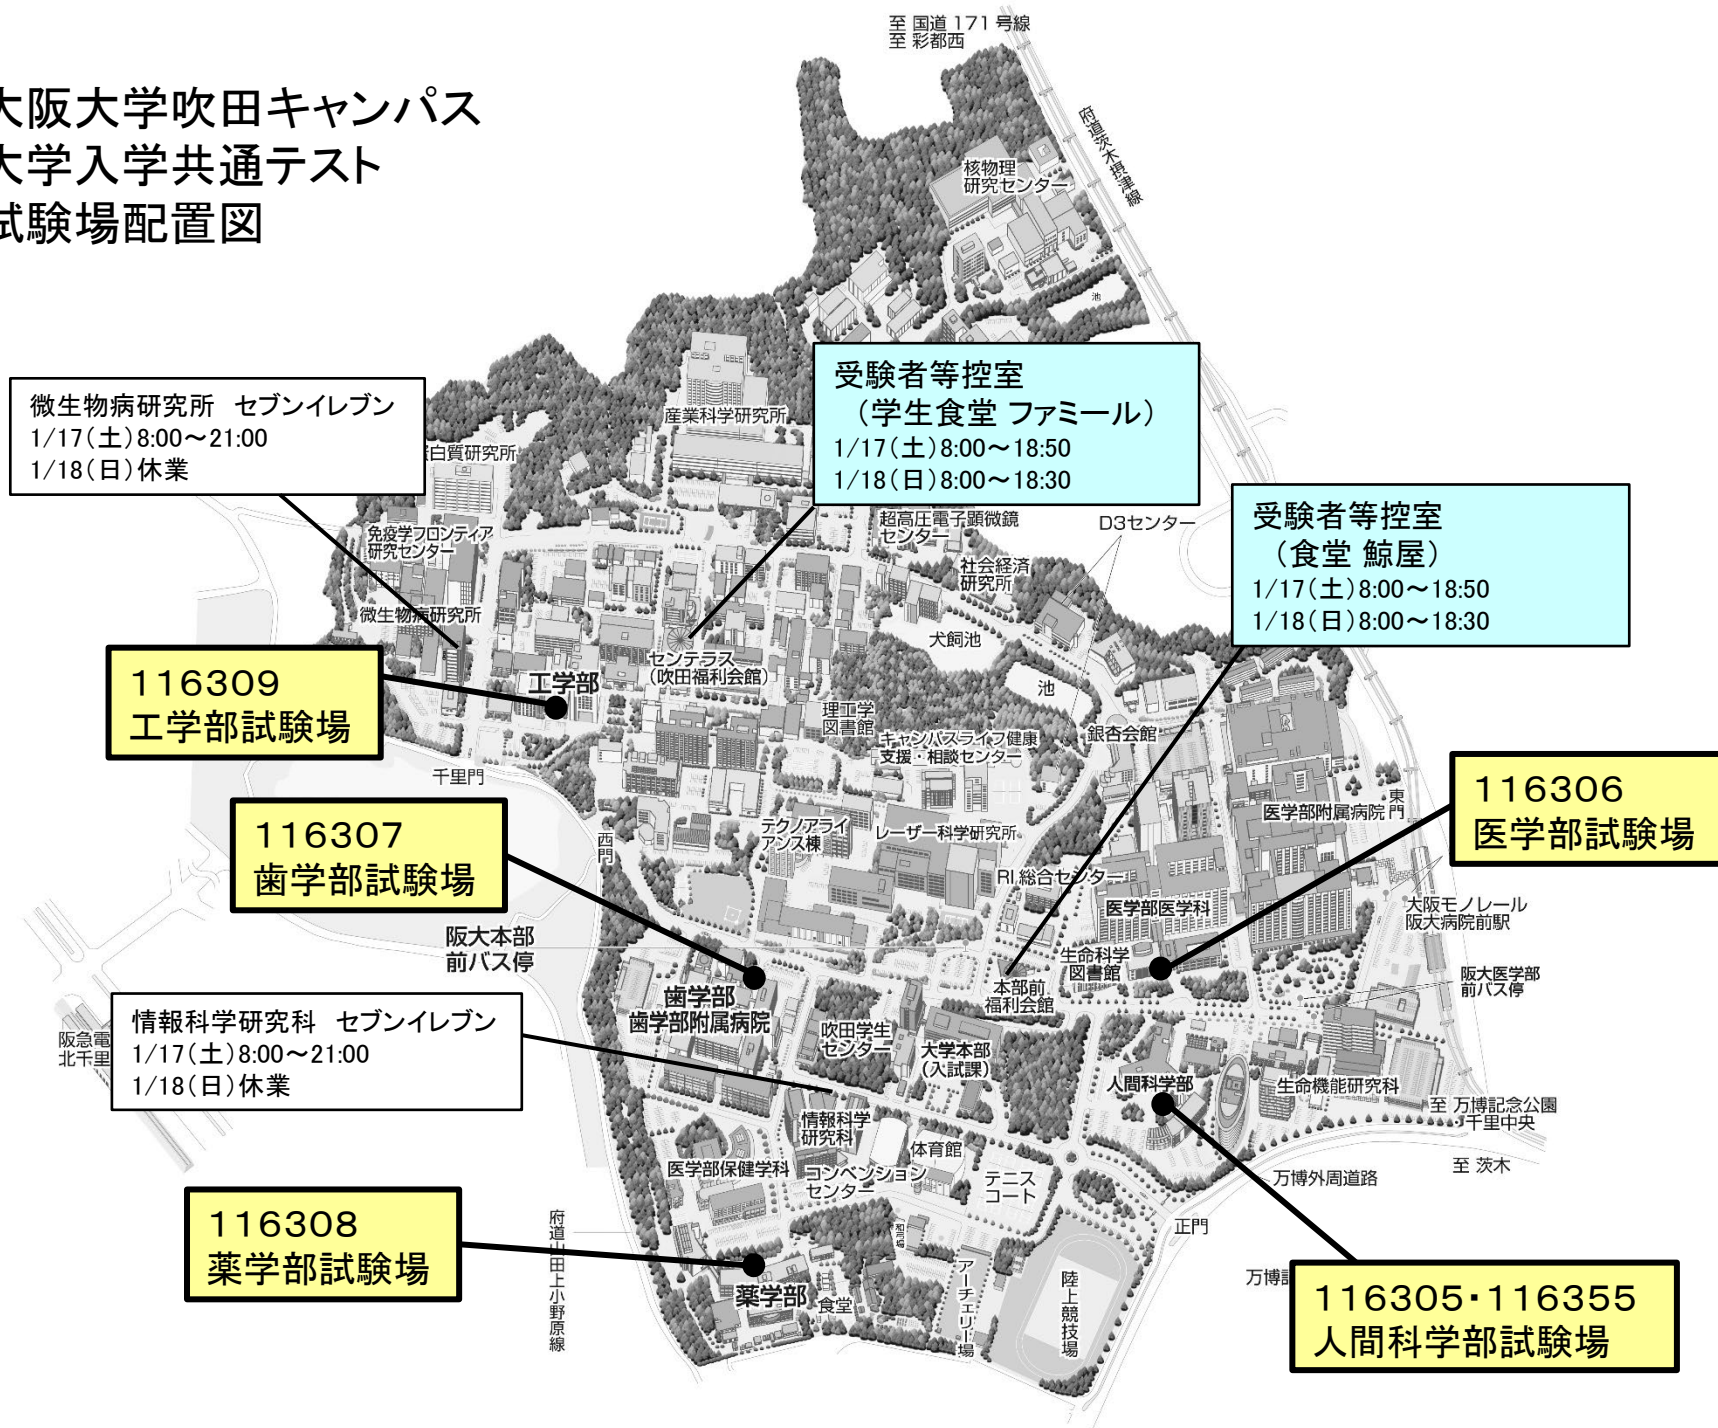 至 国道 171 号線
至 彩都西
大阪大学吹田キャンパス
大学入学共通テスト
試験場配置図
府道茨木摂津線
核物理
研究センター
池
産業科学研究所
受験者等控室
（学生食堂 ファミール）
1/17（土）8:00～18:50
1/18（日）8:00～18:30
微生物病研究所　セブンイレブン
1/17（土）8:00～21:00
1/18（日）休業
白質研究所
免疫学フロンティア
研究センター
超高圧電子顕微鏡
センター
D3センター
社会経済
研究所
受験者等控室
（食堂 鯨屋）
1/17（土）8:00～18:50
1/18（日）8:00～18:30
微生物病研究所
犬飼池
池
センテラス
（吹田福利会館）
工学部
116309
工学部試験場
理工学
図書館
キャンパスライフ健康
支援・相談センター
銀杏会館
千里門
西門
東門
医学部附属病院
116306
医学部試験場
116307
歯学部試験場
テクノアライ
アンス棟
レーザー科学研究所
RI 総合センター
医学部医学科
大阪モノレール
阪大病院前駅
阪大本部
前バス停
生命科学
図書館
阪大医学部
前バス停
本部前
福利会館
歯学部
歯学部附属病院
吹田学生
センター
大学本部
（入試課）
阪急電
北千里
情報科学研究科　セブンイレブン
1/17（土）8:00～21:00
1/18（日）休業
人間科学部
生命機能研究科
至 万博記念公園
・千里中央
至 茨木
情報科学
研究科
体育館
医学部保健学科
コンベンション
センター
テニス
コート
万博外周道路
正門
116308
薬学部試験場
府道山田上小野原線
薬学部
食堂
アーチェリー場
陸上競技場
万博記
116305・116355
人間科学部試験場